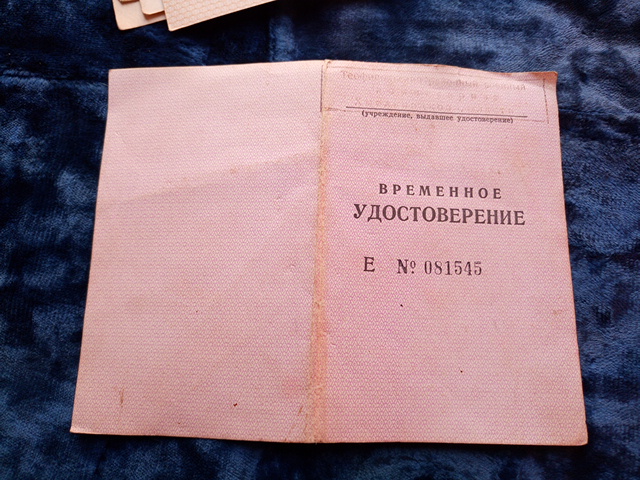 (учреждение, выдавшее удостоверение)
ВРЕМЕННОЕ
УДОСТОВЕРЕНИЕ
Е № 081545